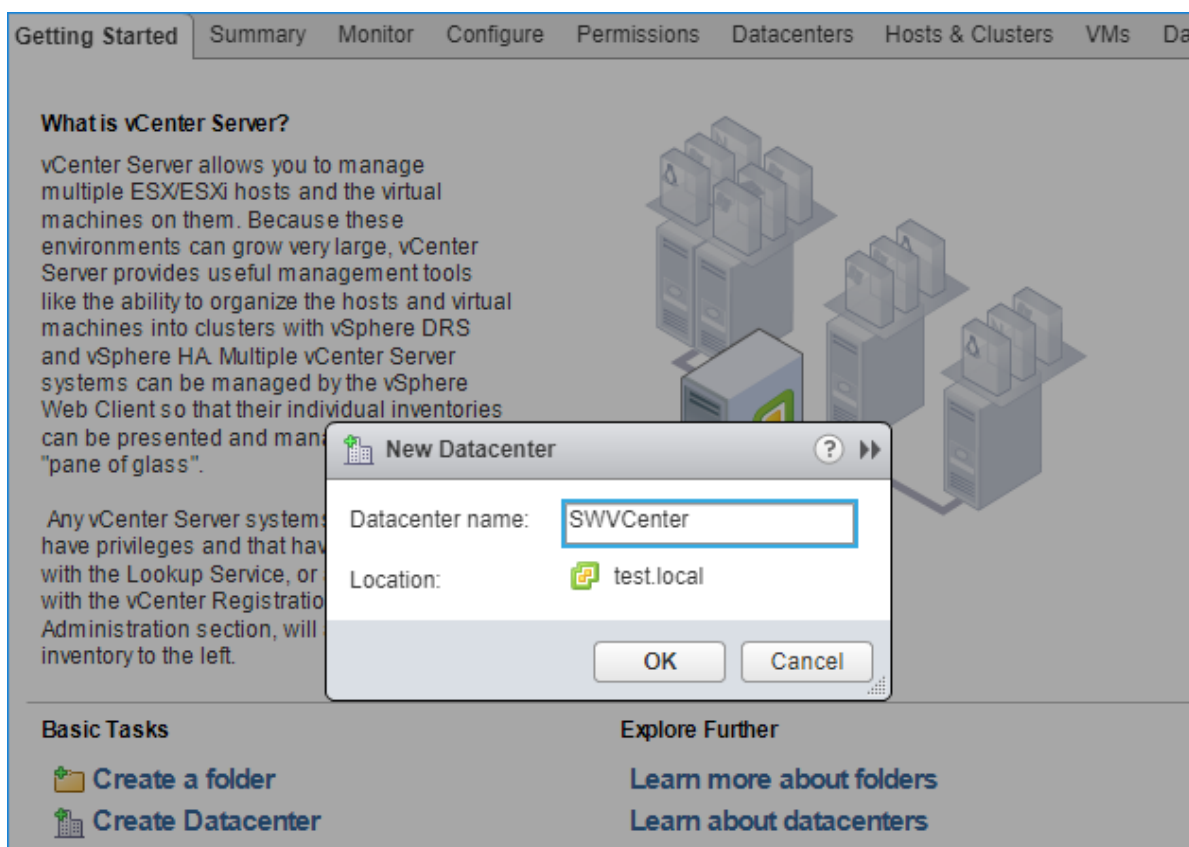 Getting Started Summary Monitor Configure Permissions Datacenters Hosts & Clusters VMs
What is vCenter Server?
vCenter Server allows you to manage
multiple ESX/ESXi hosts and the virtual
machines on them. Because these
environments can grow very large, vCenter
Server provides useful management tools
like the ability to organize the hosts and virtual
machines into clusters with vSphere DRS
and vSphere HA. Multiple vCenter Server
systems can be managed by the vSphere
Web Client so that their individual inventories
can be presented and
"pane of glass".
Any vCenter Server systems
have privileges and that
with the Lookup Service, or
with the vCenter
Administration section, will
inventory to the left.
New Datacenter
Datacenter name: SWVCenter
Location: test.local
OK Cancel
Basic Tasks
Create a folder
Create Datacenter
Explore Further
Learn more about folders
Learn about datacenters